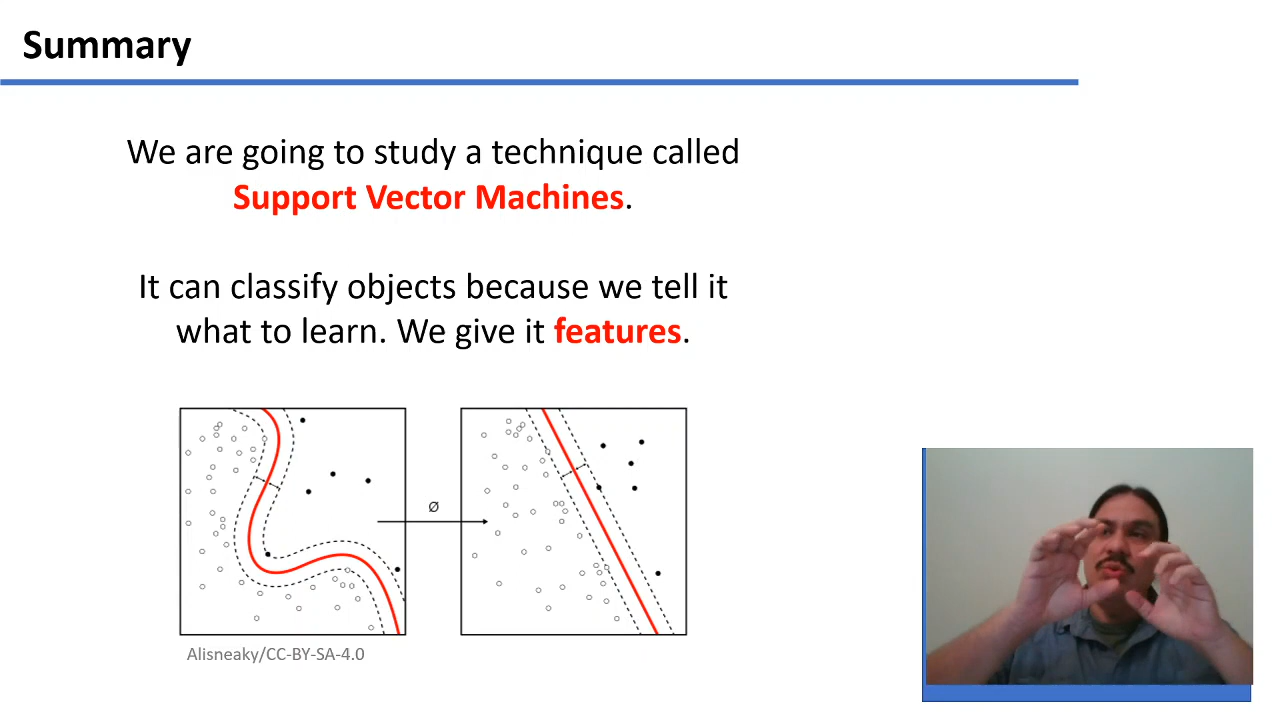 Summary
We are going to study a technique called
Support Vector Machines.
It can classify objects because we tell it
what to learn. We give it features.
Ø
Alisneaky/CC-BY-SA-4.0